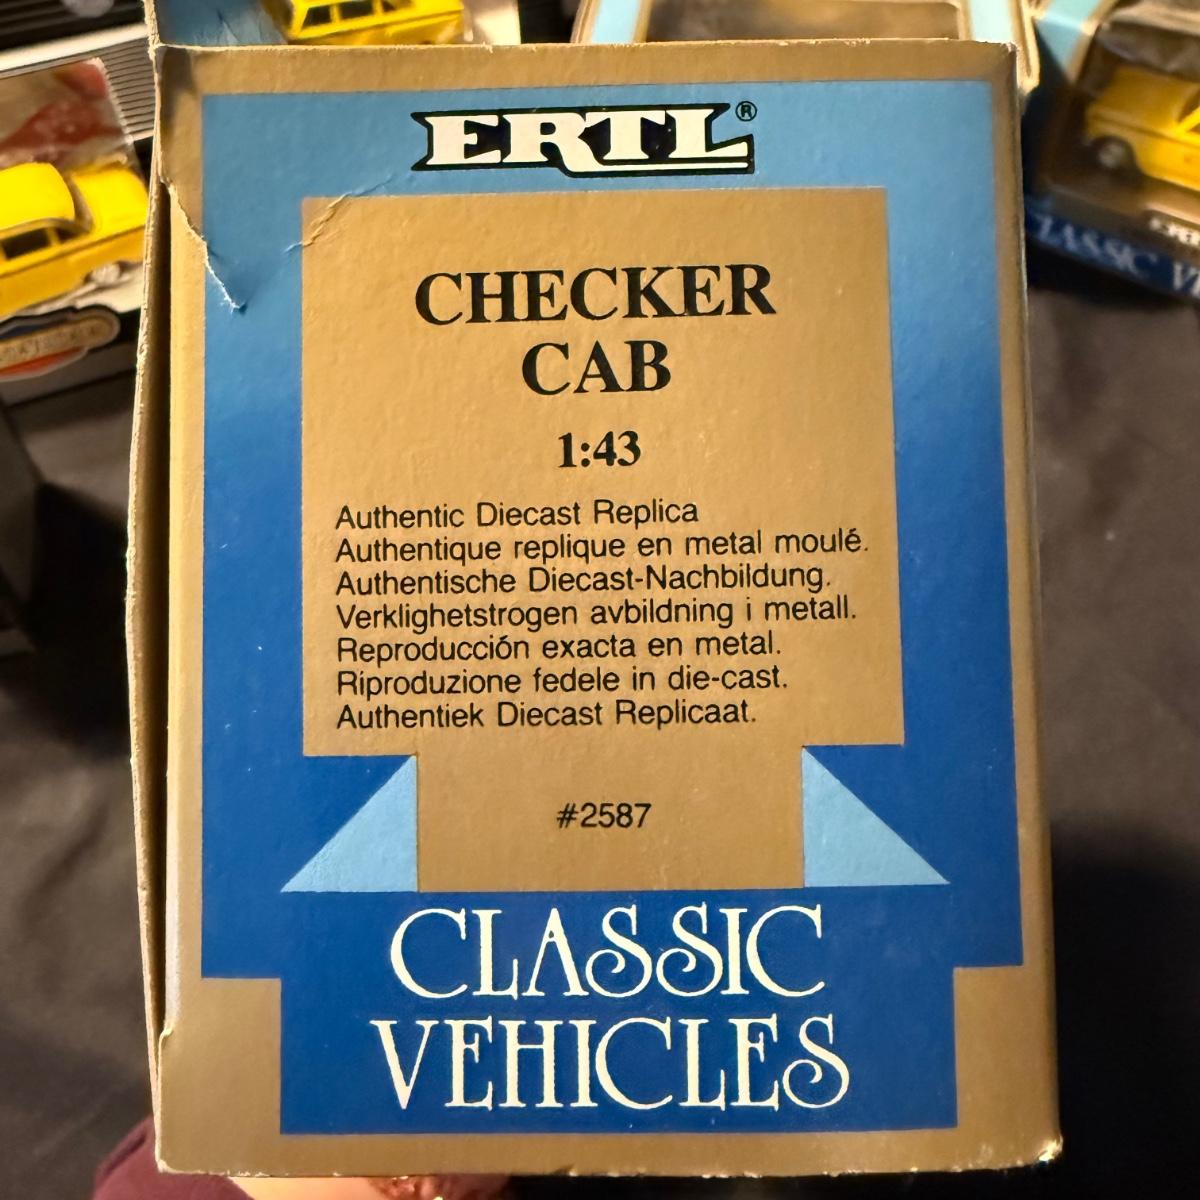 ERTL®
CHECKER
CAB
1:43
Authentic Diecast Replica
Authentique replique en metal moulé.
Authentische Diecast-Nachbildung.
Verklighetstrogen avbildning i metall.
Reproducción exacta en metal.
Riproduzione fedele in die-cast.
Authentiek Diecast Replicaat.
#2587
CLASSIC
VEHICLES
CLASSIC